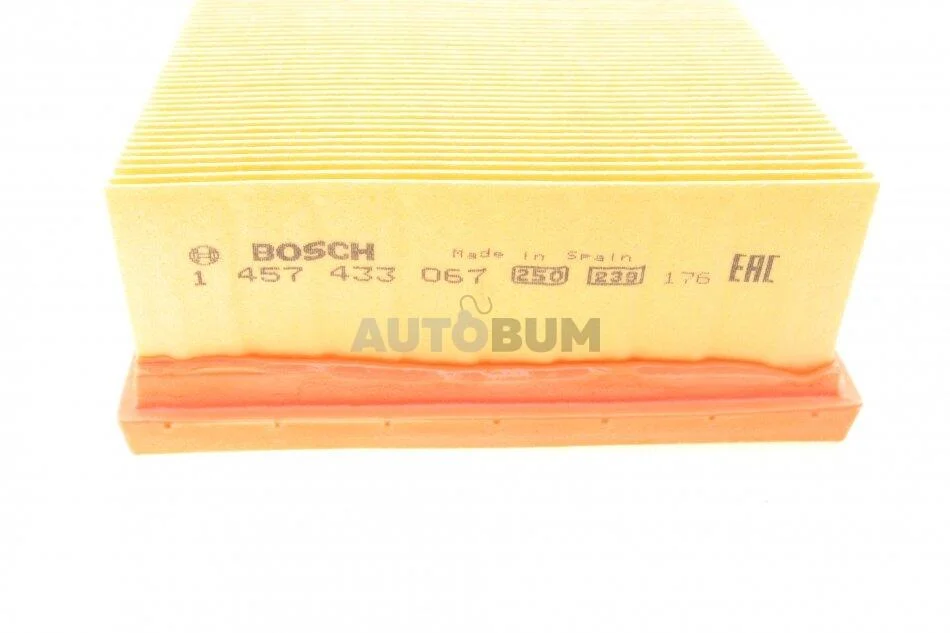 BOSCH Made in Spain
1 457 433 067 250 239 176 EAC
AUTOBUM